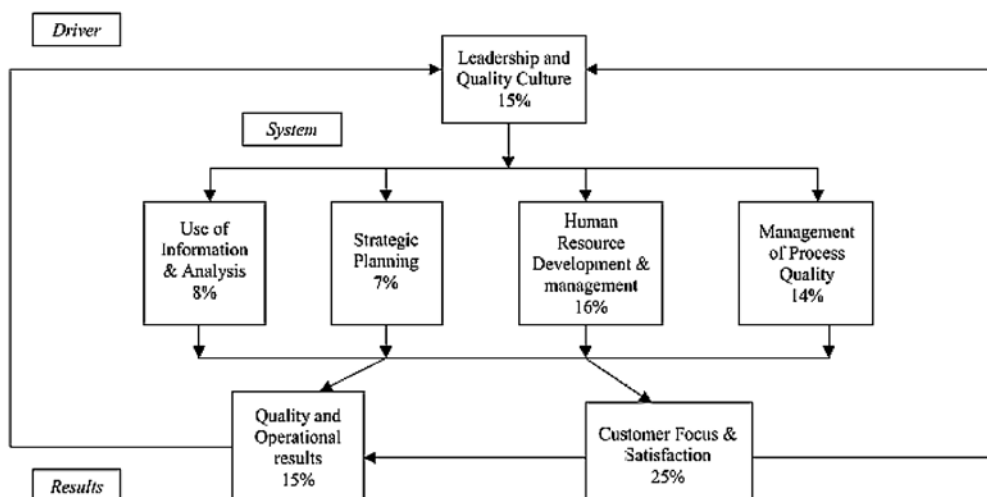 Driver
Leadership and
Quality Culture
15%
System
Use of
Information
& Analysis
8%
Strategic
Planning
7%
Human
Resource
Development &
management
16%
Management
of Process
Quality
14%
Quality and
Operational
results
15%
Customer Focus &
Satisfaction
25%
Results